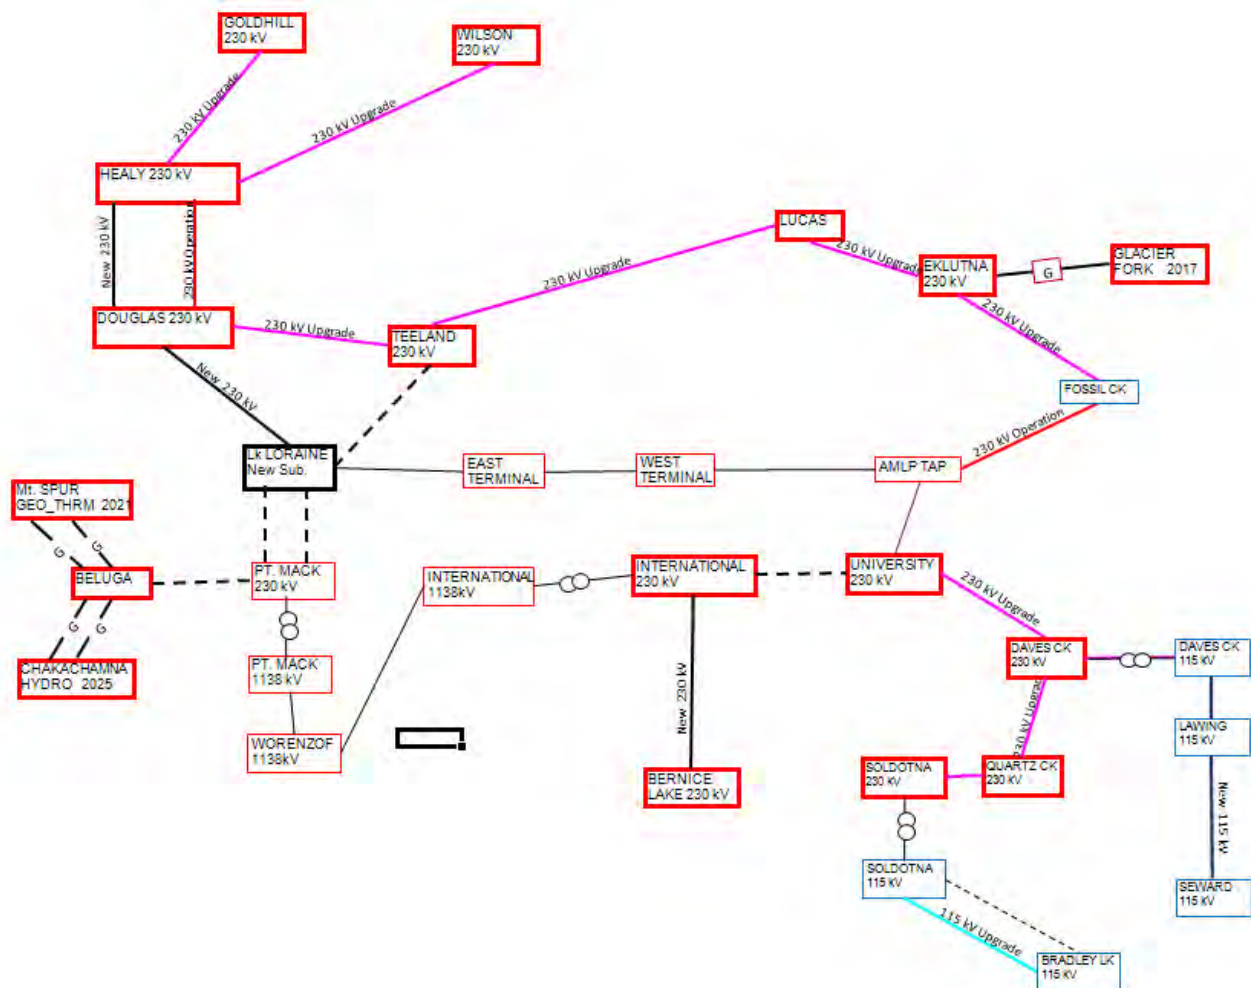 GOLDHILL
230 kV
WILSON
230 kV
230 kV Upgrade
230 kV Upgrade
HEALY 230 kV
New 230 kV
230 kV Operation
LUCAS
230 kV Upgrade
230 kV Upgrade
EKLUTNA
230 kV
G
GLACIER
FORK 2017
DOUGLAS 230 kV
230 kV Upgrade
TEELAND
230 kV
230 kV Upgrade
New 230 kV
FOSSIL CK
230 kV Operation
Lk LORAINE
New Sub.
EAST
TERMINAL
WEST
TERMINAL
AMLP TAP
Mt. SPUR
GEO_THRM 2021
G
G
BELUGA
PT. MACK
230 kV
INTERNATIONAL
1138kV
INTERNATIONAL
230 kV
UNIVERSITY
230 kV
230 kV Upgrade
G
G
CHAKACHAMNA
HYDRO 2025
PT. MACK
1138 kV
DAVES CK
230 kV
DAVES CK
115 kV
New 230 kV
230 kV Upgrade
WORENZOF
1138kV
LAWING
115 kV
BERNICE
LAKE 230 kV
SOLDOTNA
230 kV
QUARTZ CK
230 kV
New 115 kV
SOLDOTNA
115 kV
SEWARD
115 kV
115 kV Upgrade
BRADLEY LK
115 kV